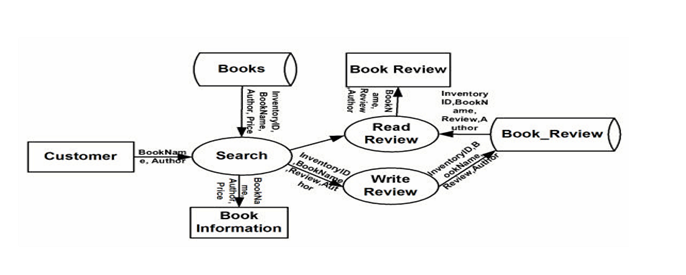 Books
Book Review
Customer
Search
Read
Review
Write
Review
Book_Review
Book
Information
BookNam
e, Author
InventoryID,
BookName,
Author, Price
BookNa
me,
Author,
Price
BookN
ame,
Review
Author
InventoryID
,BookName
,Review,Aut
hor
Inventory
ID,BookN
ame,
Review,A
uthor
InventoryID,B
ookName,
Review,Author